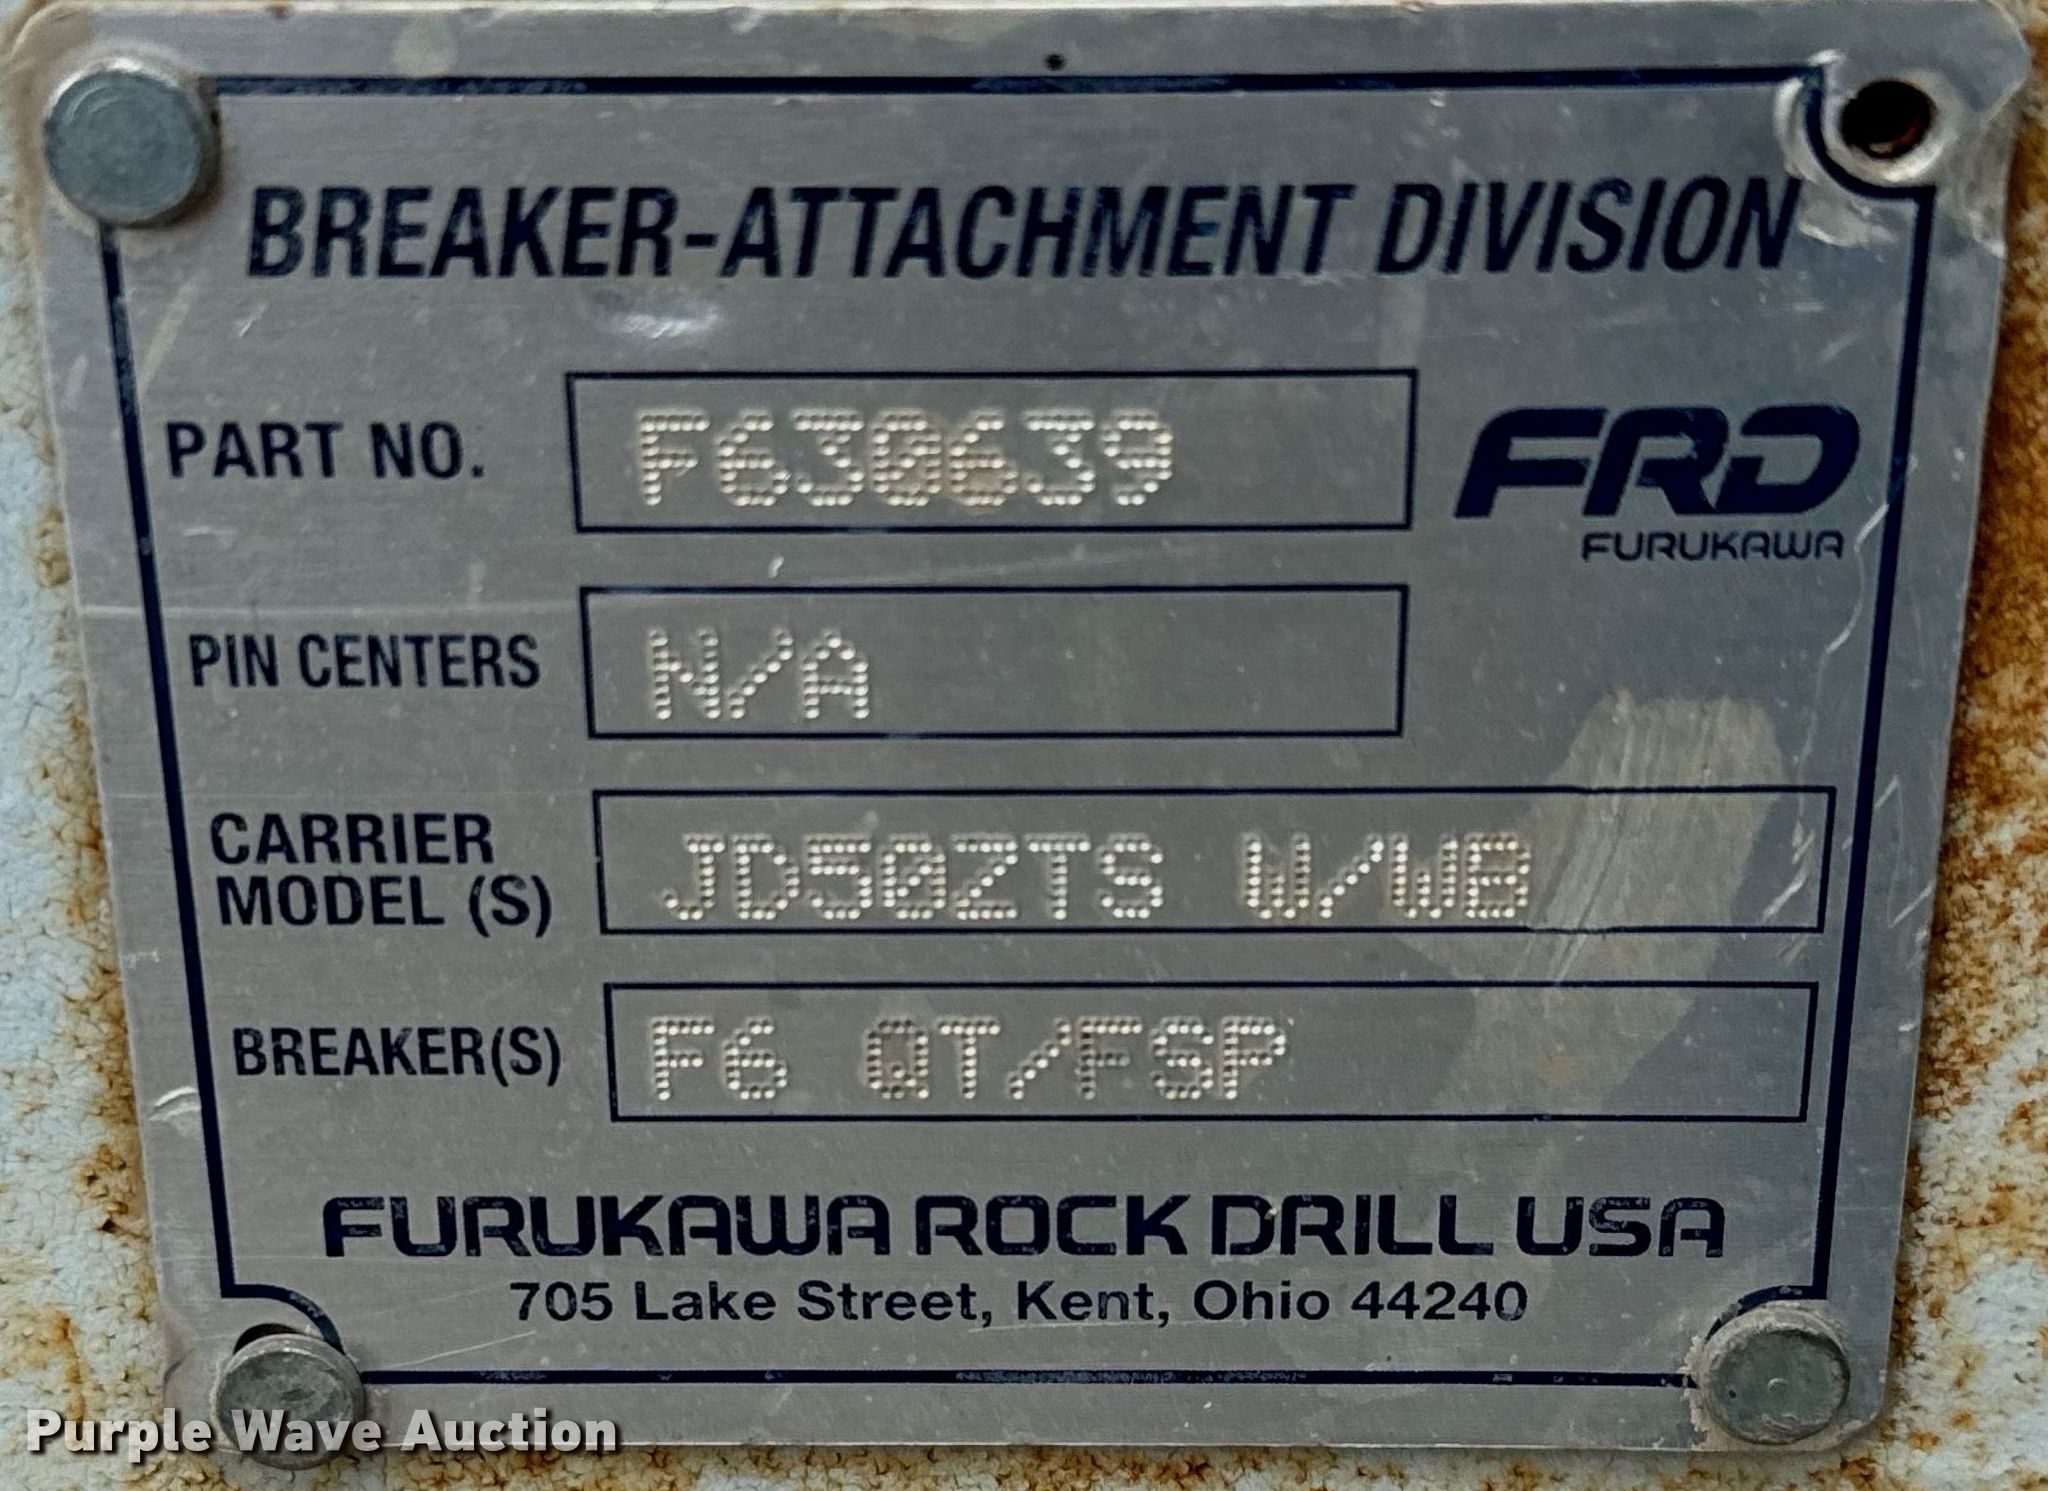 BREAKER-ATTACHMENT DIVISION
PART NO. F630639
FRD
FURUKAWA
PIN CENTERS N/A
CARRIER
MODEL (S) JD50ZTS W/WB
BREAKER(S) F6 QT/FSP
FURUKAWA ROCK DRILL USA
705 Lake Street, Kent, Ohio 44240
Purple Wave Auction